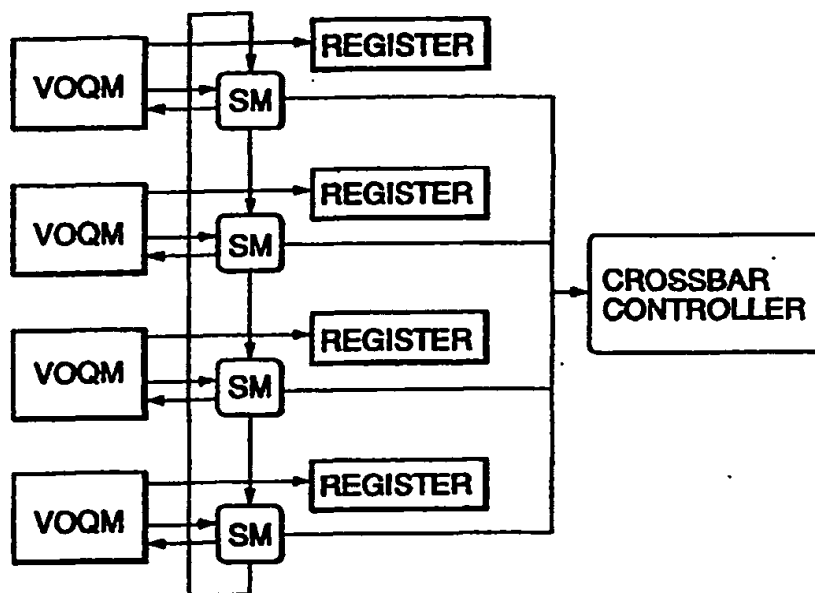 REGISTER
VOQM
SM
REGISTER
VOQM
SM
CROSSBAR
CONTROLLER
REGISTER
VOQM
SM
REGISTER
VOQM
SM